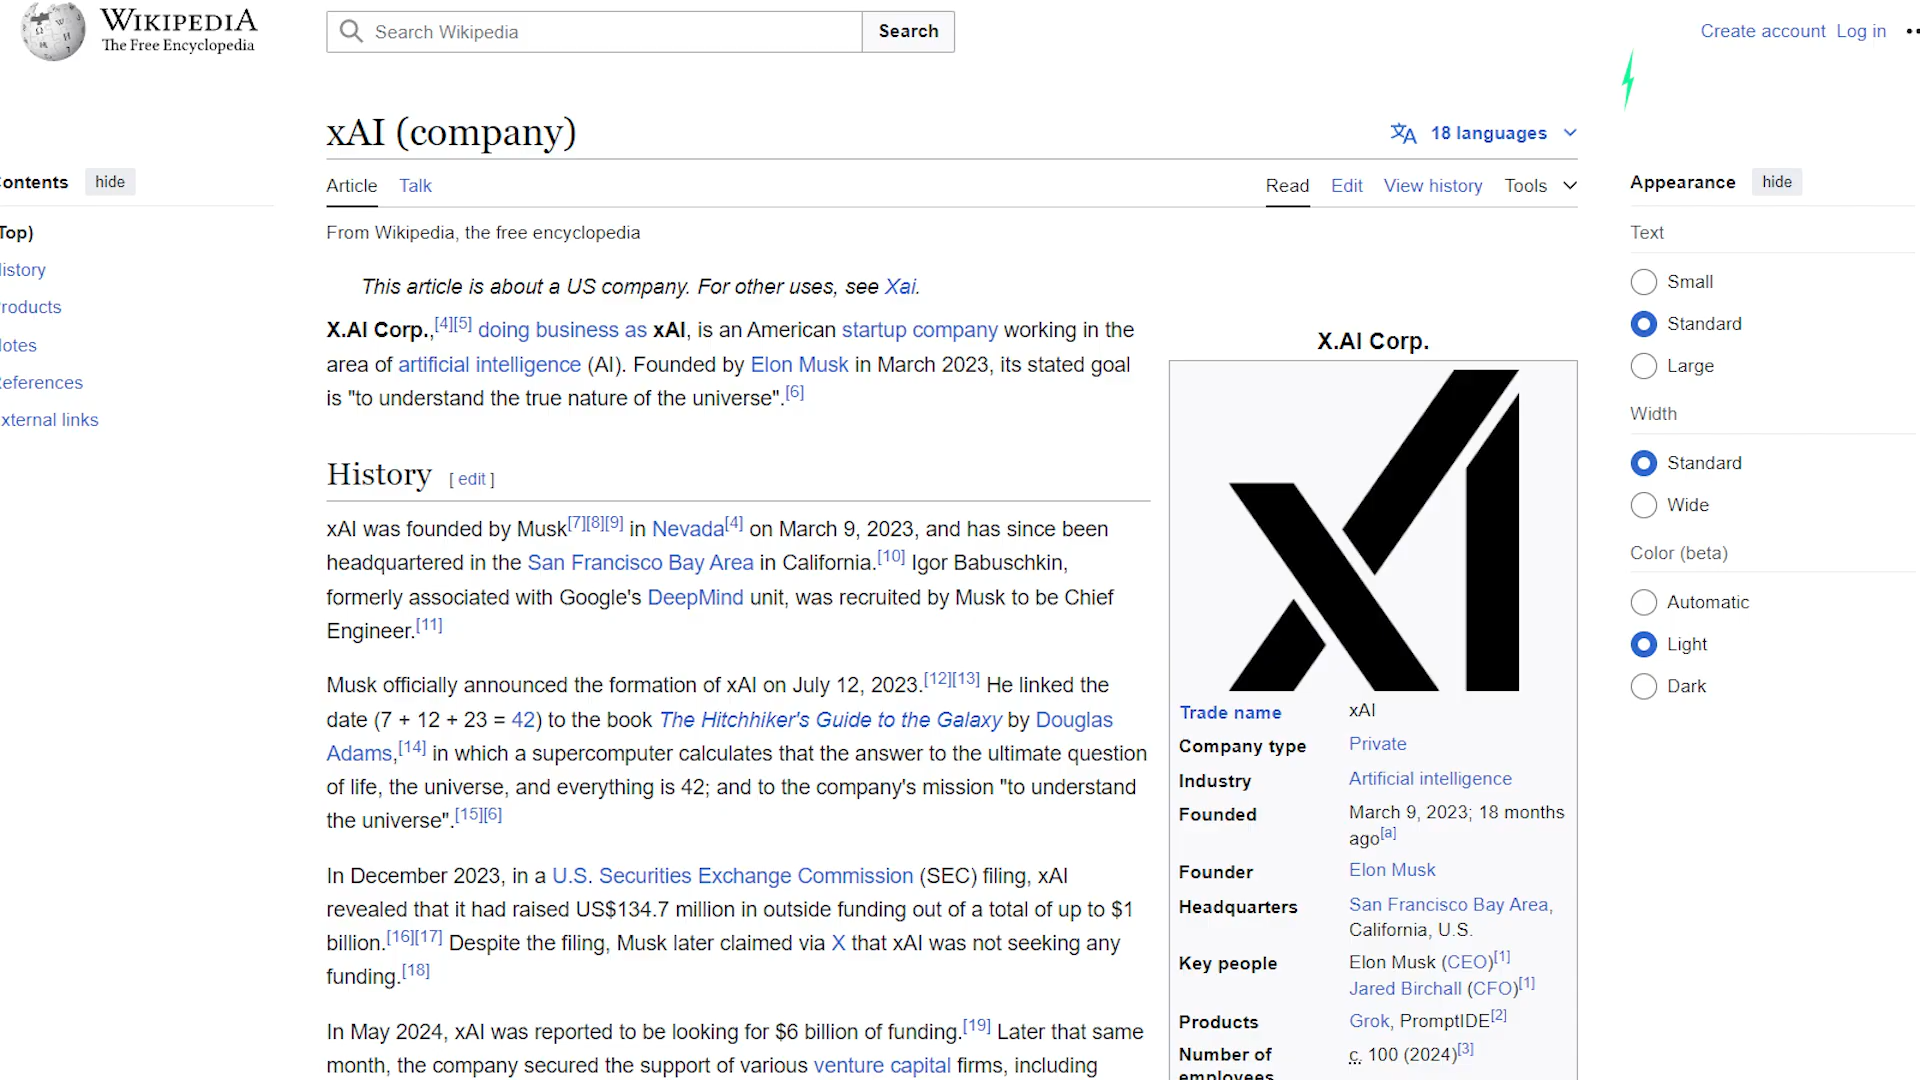 WIKIPEDIA
The Free Encyclopedia
Search Wikipedia
Search
Create account Log in
xAI (company)
18 languages
ontents hide
Top)
istory
roducts
otes
eferences
xternal links
Article Talk
Read Edit View history Tools
From Wikipedia, the free encyclopedia
This article is about a US company. For other uses, see Xai.
X.AI Corp.,[4][5] doing business as xAI, is an American startup company working in the
area of artificial intelligence (AI). Founded by Elon Musk in March 2023, its stated goal
is "to understand the true nature of the universe".[6]
History [ edit ]
xAI was founded by Musk[7][8][9] in Nevada[4] on March 9, 2023, and has since been
headquartered in the San Francisco Bay Area in California.[10] Igor Babuschkin,
formerly associated with Google's DeepMind unit, was recruited by Musk to be Chief
Engineer.[11]
Musk officially announced the formation of xAI on July 12, 2023.[12][13] He linked the
date (7 + 12 + 23 = 42) to the book The Hitchhiker's Guide to the Galaxy by Douglas
Adams,[14] in which a supercomputer calculates that the answer to the ultimate question
of life, the universe, and everything is 42; and to the company's mission "to understand
the universe".[15][6]
In December 2023, in a U.S. Securities Exchange Commission (SEC) filing, xAI
revealed that it had raised US$134.7 million in outside funding out of a total of up to $1
billion.[16][17] Despite the filing, Musk later claimed via X that xAI was not seeking any
funding.[18]
In May 2024, xAI was reported to be looking for $6 billion of funding.[19] Later that same
month, the company secured the support of various venture capital firms, including
X.AI Corp.
Trade name xAI
Company type Private
Industry Artificial intelligence
Founded March 9, 2023; 18 months
ago[a]
Founder Elon Musk
Headquarters San Francisco Bay Area,
California, U.S.
Key people Elon Musk (CEO)[1]
Jared Birchall (CFO)[1]
Products Grok, PromptIDE[2]
Number of c. 100 (2024)[3]
employees
Appearance hide
Text
Small
Standard
Large
Width
Standard
Wide
Color (beta)
Automatic
Light
Dark